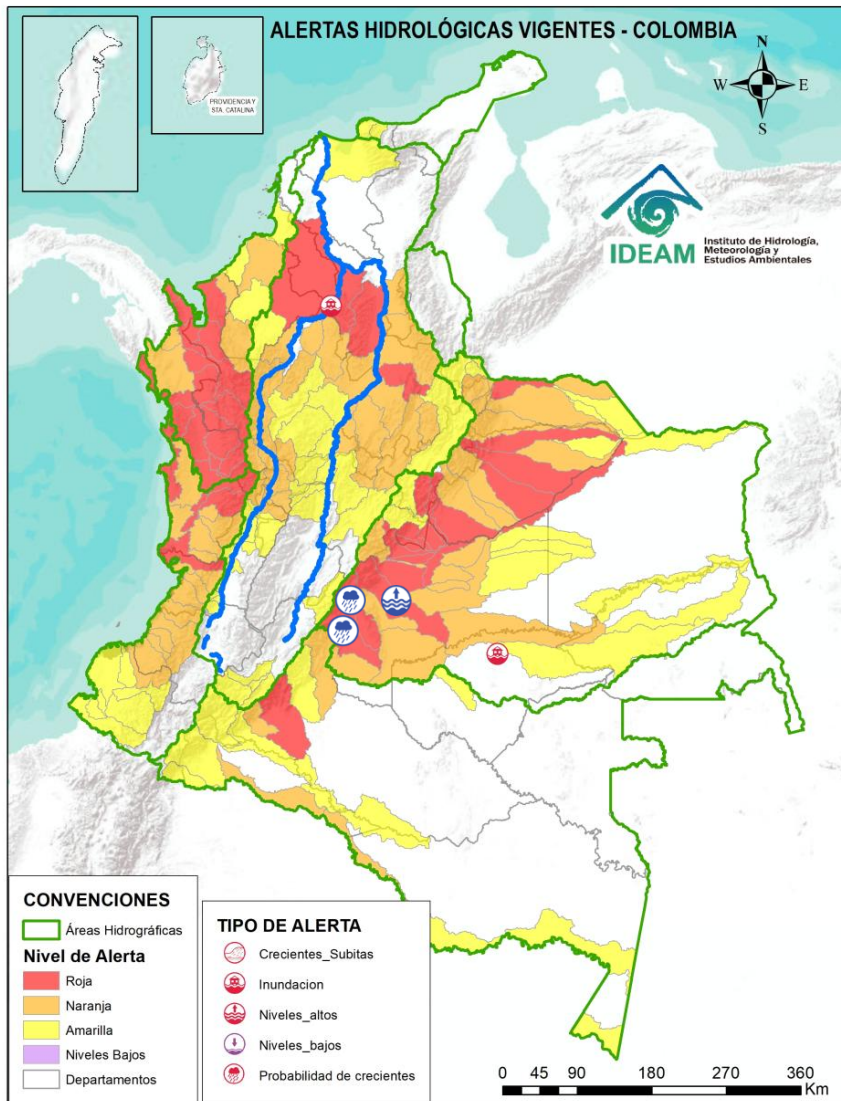 ALERTAS HIDROLÓGICAS VIGENTES - COLOMBIA
PROVIDENCIA Y
STA. CATALINA
N
W
E
S
IDEAM
Instituto de Hidrología,
Meteorología y
Estudios Ambientales
CONVENCIONES
Áreas Hidrográficas
Nivel de Alerta
Roja
Naranja
Amarilla
Niveles Bajos
Departamentos
TIPO DE ALERTA
Crecientes_Subitas
Inundacion
Niveles_altos
Niveles_bajos
Probabilidad de crecientes
0 45 90 180 270 360
Km